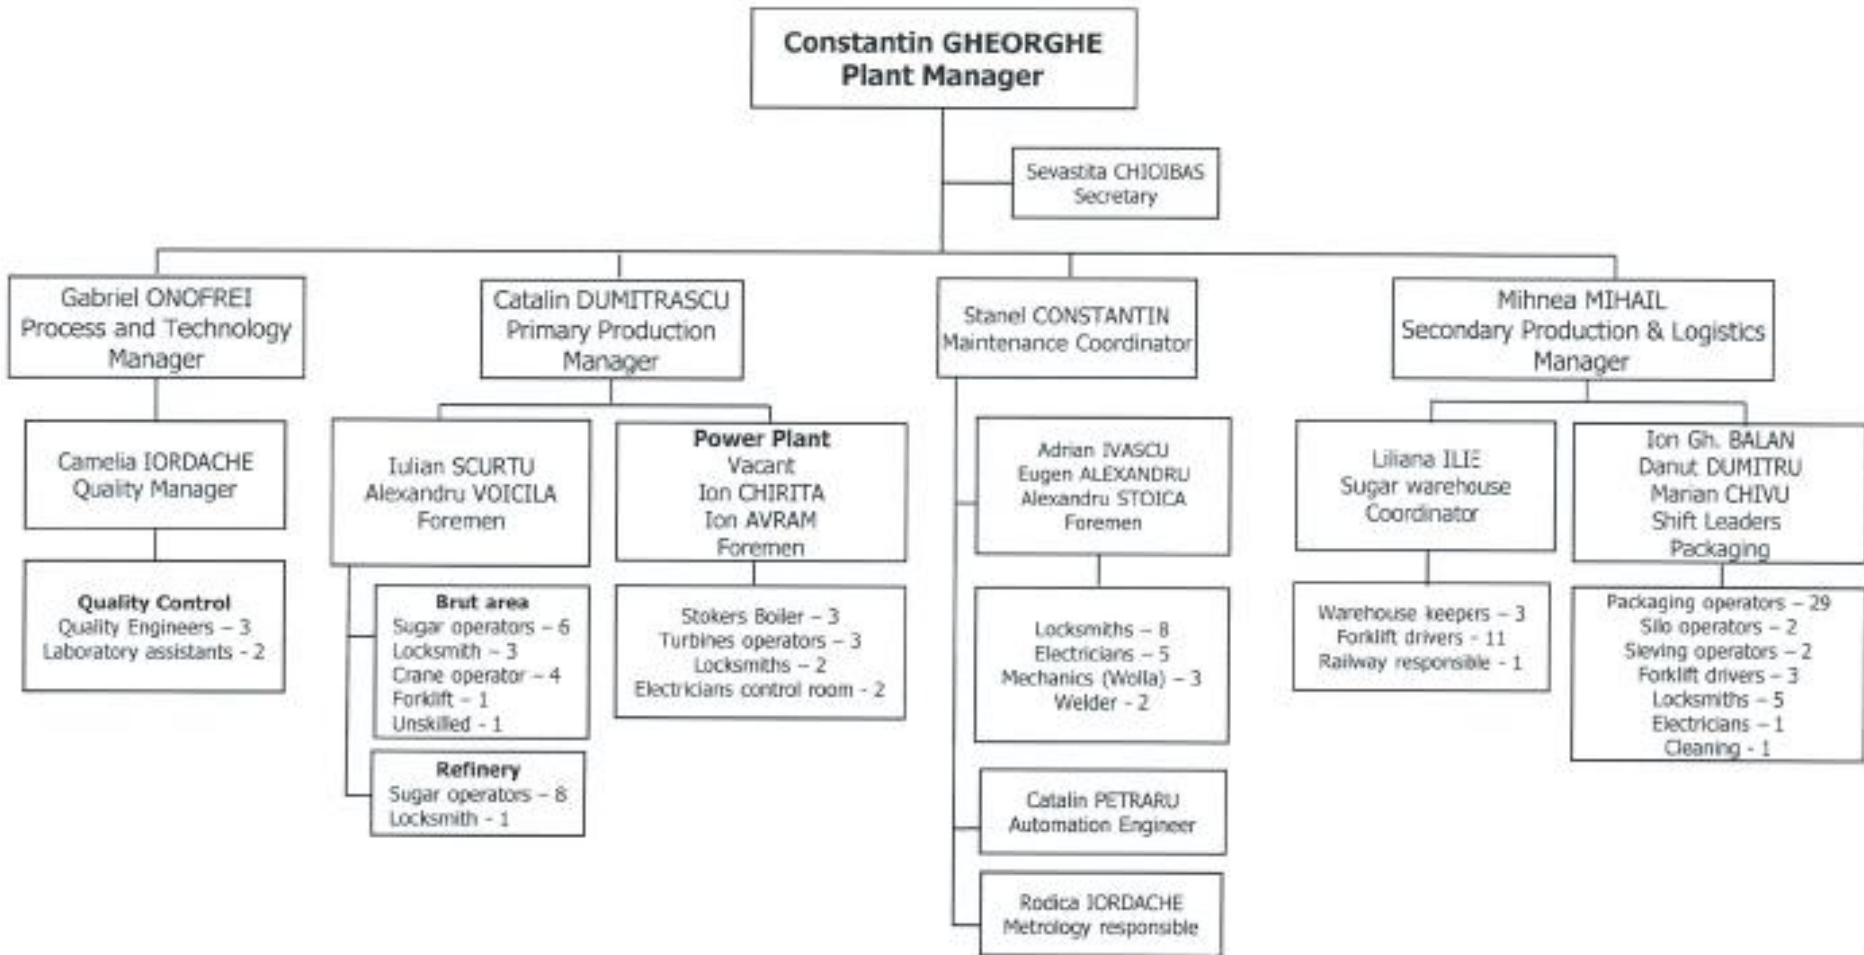 Constantin GHEORGHE
Plant Manager
Sevastita CHIOIBAS
Secretary
Gabriel ONOFREI
Process and Technology
Manager
Catalin DUMITRASCU
Primary Production
Manager
Stanel CONSTANTIN
Maintenance Coordinator
Mihnea MIHAIL
Secondary Production & Logistics
Manager
Camelia IORDACHE
Quality Manager
Quality Control
Quality Engineers – 3
Laboratory assistants - 2
Iulian SCURTU
Alexandru VOICILA
Foremen
Brut area
Sugar operators – 6
Locksmith – 3
Crane operator – 4
Forklift – 1
Unskilled - 1
Refinery
Sugar operators – 8
Locksmith - 1
Power Plant
Vacant
Ion CHIRITA
Ion AVRAM
Foremen
Stokers Boiler – 3
Turbines operators – 3
Locksmiths – 2
Electricians control room - 2
Adrian IVASCU
Eugen ALEXANDRU
Alexandru STOICA
Foremen
Locksmiths – 8
Electricians – 5
Mechanics (Wolla) – 3
Welder - 2
Catalin PETRARU
Automation Engineer
Rodica IORDACHE
Metrology responsible
Liliana ILIE
Sugar warehouse
Coordinator
Warehouse keepers – 3
Forklift drivers - 11
Railway responsible - 1
Ion Gh. BALAN
Danut DUMITRU
Marian CHIVU
Shift Leaders
Packaging
Packaging operators – 29
Silo operators – 2
Sieving operators – 2
Forklift drivers – 3
Locksmiths – 5
Electricians – 1
Cleaning - 1